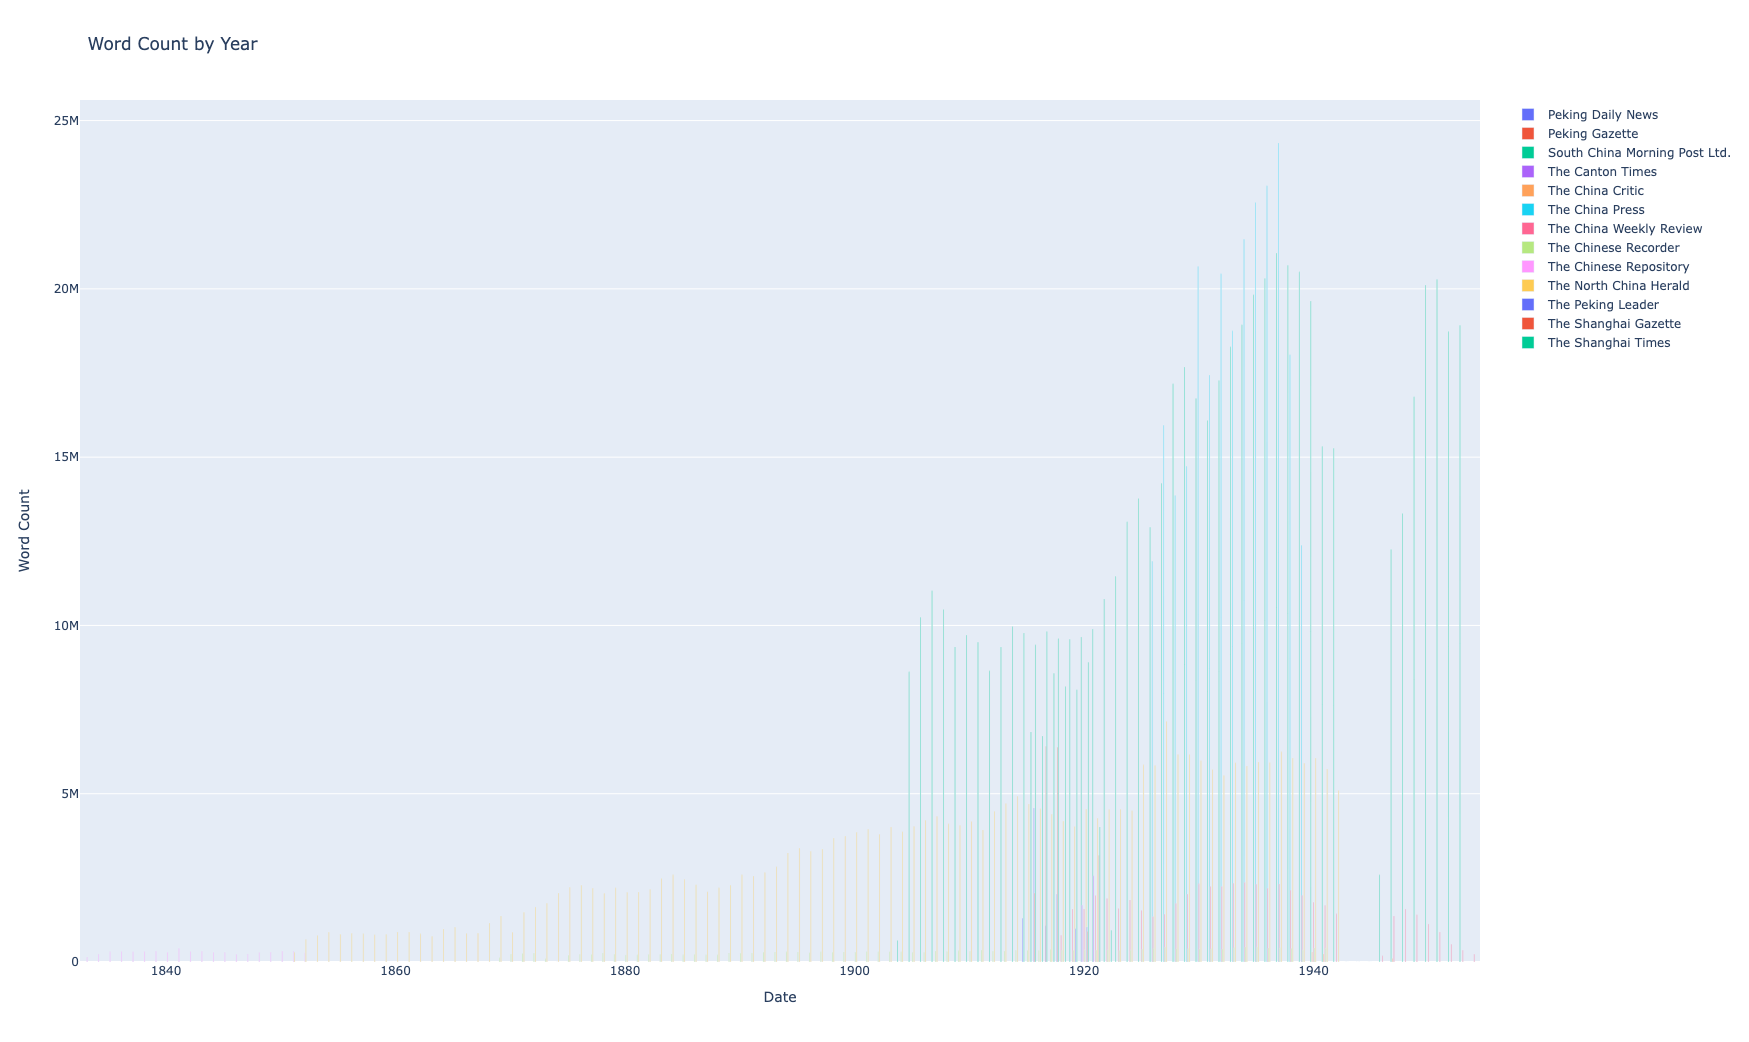 Word Count by Year
25M
20M
15M
10M
5M
0
Word Count
1840
1860
1880
1900
1920
1940
Date
Peking Daily News
Peking Gazette
South China Morning Post Ltd.
The Canton Times
The China Critic
The China Press
The China Weekly Review
The Chinese Recorder
The Chinese Repository
The North China Herald
The Peking Leader
The Shanghai Gazette
The Shanghai Times